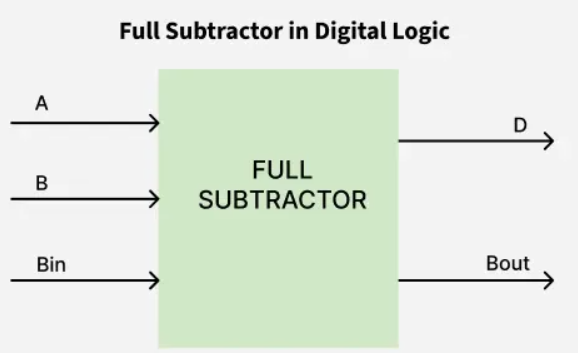 Full Subtractor in Digital Logic
A
B
Bin
FULL
SUBTRACTOR
D
Bout